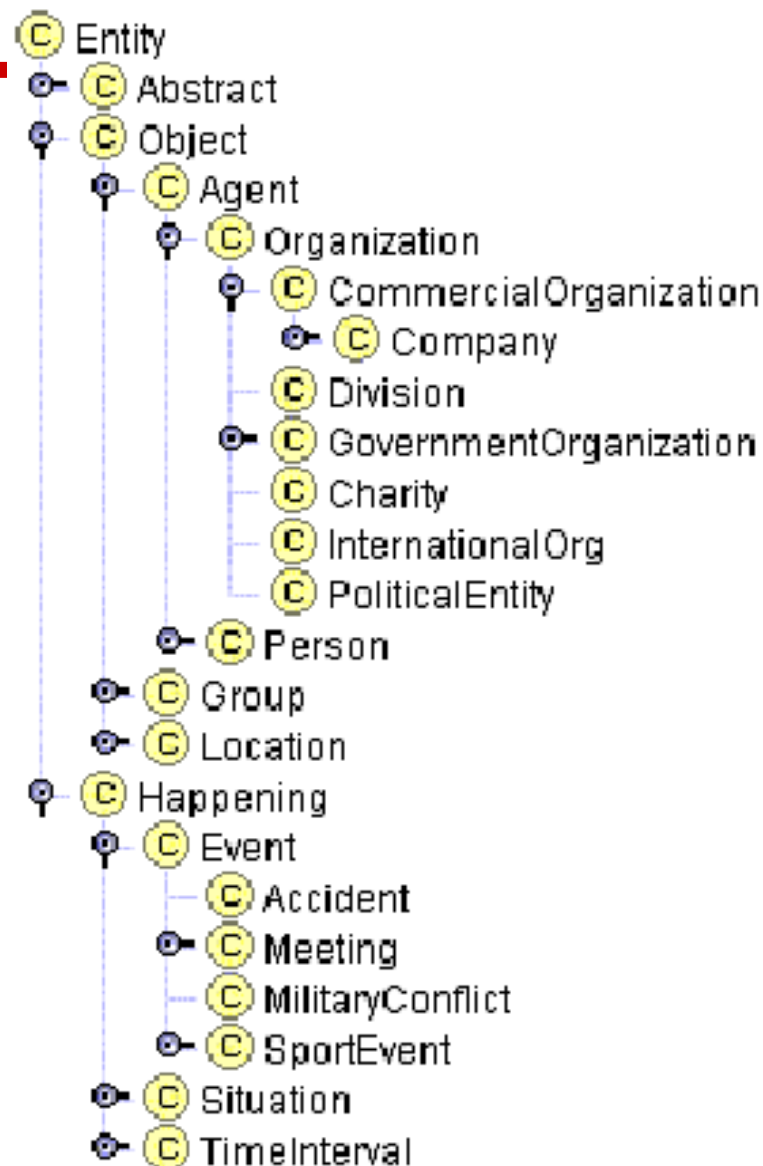 C Entity
C Abstract
C Object
C Agent
C Organization
C CommercialOrganization
C Company
C Division
C GovernmentOrganization
C Charity
C InternationalOrg
C PoliticalEntity
C Person
C Group
C Location
C Happening
C Event
C Accident
C Meeting
C MilitaryConflict
C SportEvent
C Situation
C TimeInterval